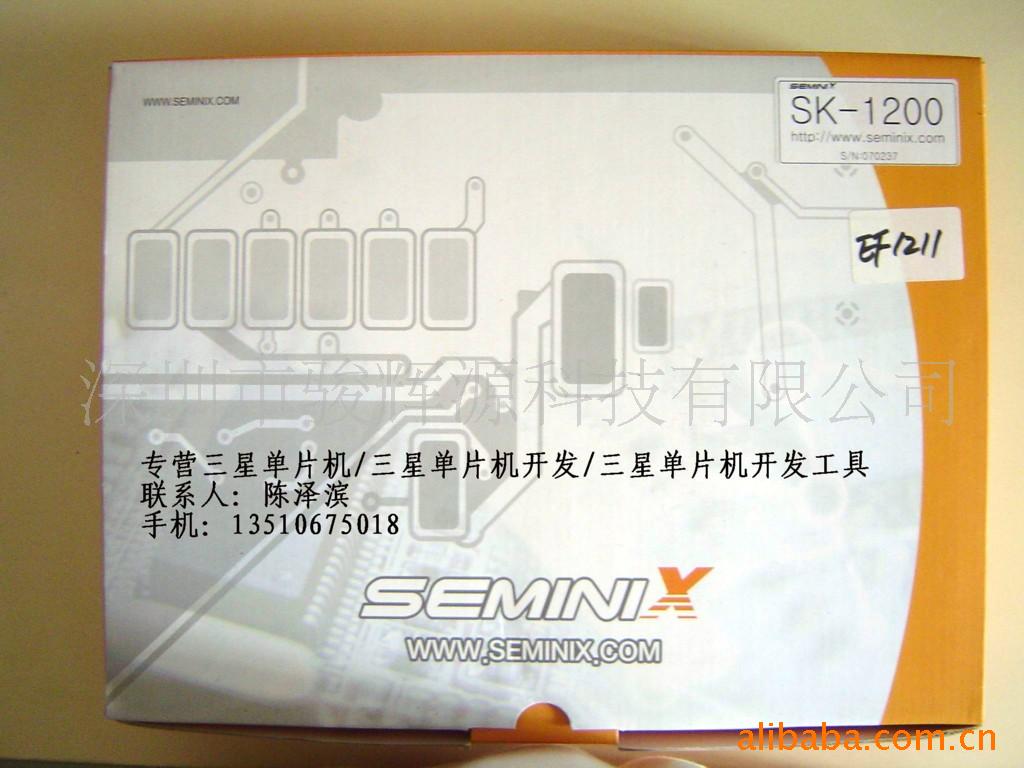 WWW.SEMINIX.COM
SEMINIX
SK-1200
http://www.seminix.com
S/N:070237
EF1211
深圳市骏辉源科技有限公司
专营三星单片机/三星单片机开发/三星单片机开发工具
联系人: 陈泽滨
手机: 13510675018
SEMINIX
WWW.SEMINIX.COM
alibaba.com.cn